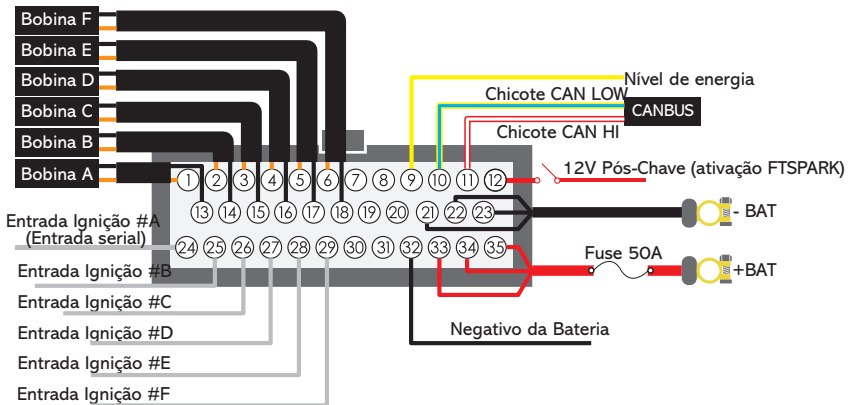 Bobina F
Bobina E
Bobina D
Bobina C
Bobina B
Bobina A
Nível de energia
Chicote CAN LOW
CANBUS
Chicote CAN HI
12V Pós-Chave (ativação FTSPARK)
1 2 3 4 5 6 7 8 9 10 11 12
13 14 15 16 17 18 19 20 21 22 23
- BAT
Entrada Ignição #A
(Entrada serial)
24 25 26 27 28 29 30 31 32 33 34 35
Fuse 50A
+BAT
Entrada Ignição #B
Entrada Ignição #C
Entrada Ignição #D
Negativo da Bateria
Entrada Ignição #E
Entrada Ignição #F